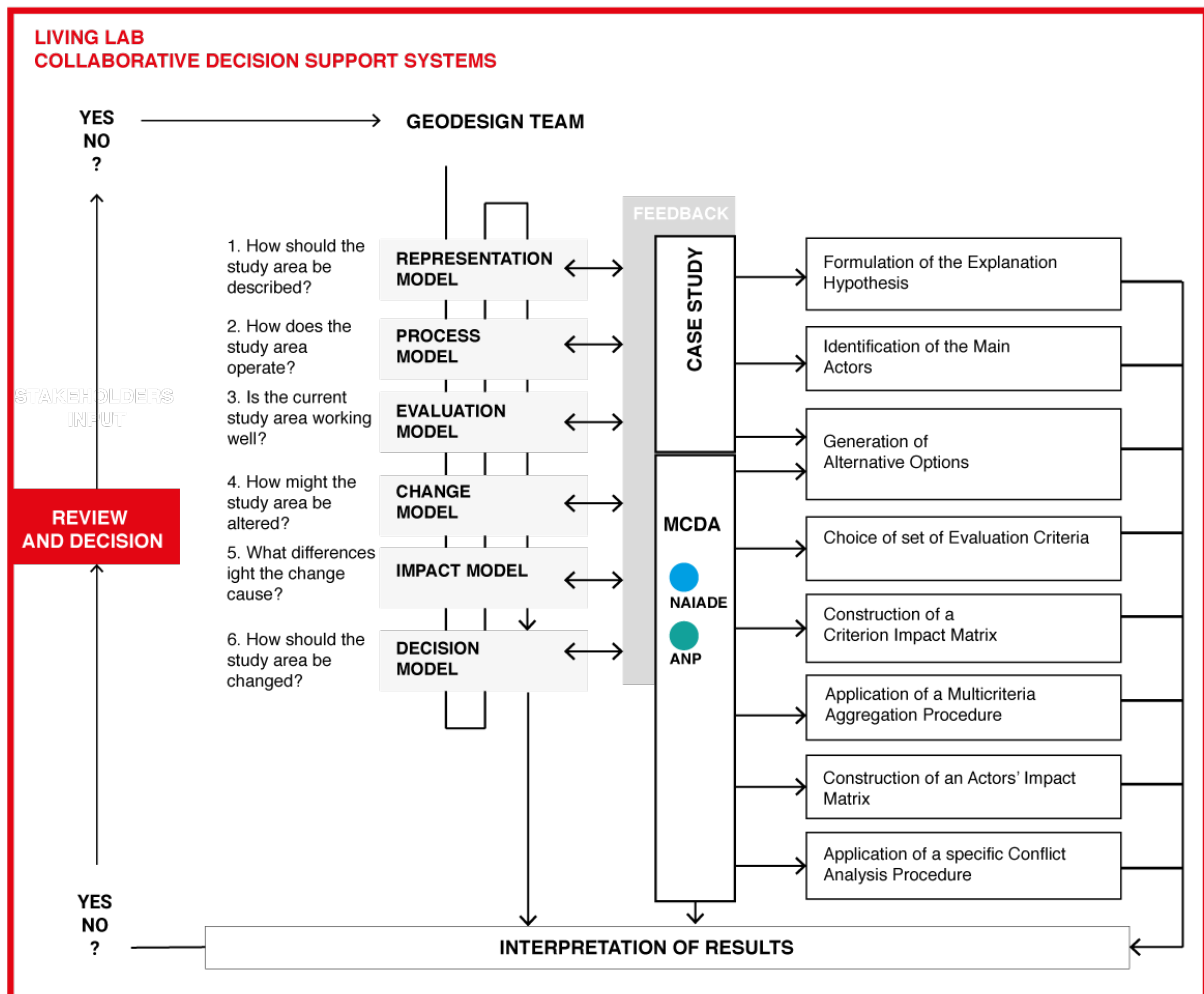 LIVING LAB
COLLABORATIVE DECISION SUPPORT SYSTEMS
YES
NO
?
GEODESIGN TEAM
FEEDBACK
1. How should the
study area be
described?
REPRESENTATION
MODEL
2. How does the
study area
operate?
PROCESS
MODEL
3. Is the current
study area working
well?
EVALUATION
MODEL
4. How might the
study area be
altered?
CHANGE
MODEL
5. What differences
ight the change
cause?
IMPACT MODEL
6. How should the
study area be
changed?
DECISION
MODEL
STAKEHOLDERS
INPUT
REVIEW
AND DECISION
CASE STUDY
MCDA
NAIADE
ANP
Formulation of the Explanation
Hypothesis
Identification of the Main
Actors
Generation of
Alternative Options
Choice of set of Evaluation Criteria
Construction of a
Criterion Impact Matrix
Application of a Multicriteria
Aggregation Procedure
Construction of an Actors’ Impact
Matrix
Application of a specific Conflict
Analysis Procedure
YES
NO
?
INTERPRETATION OF RESULTS